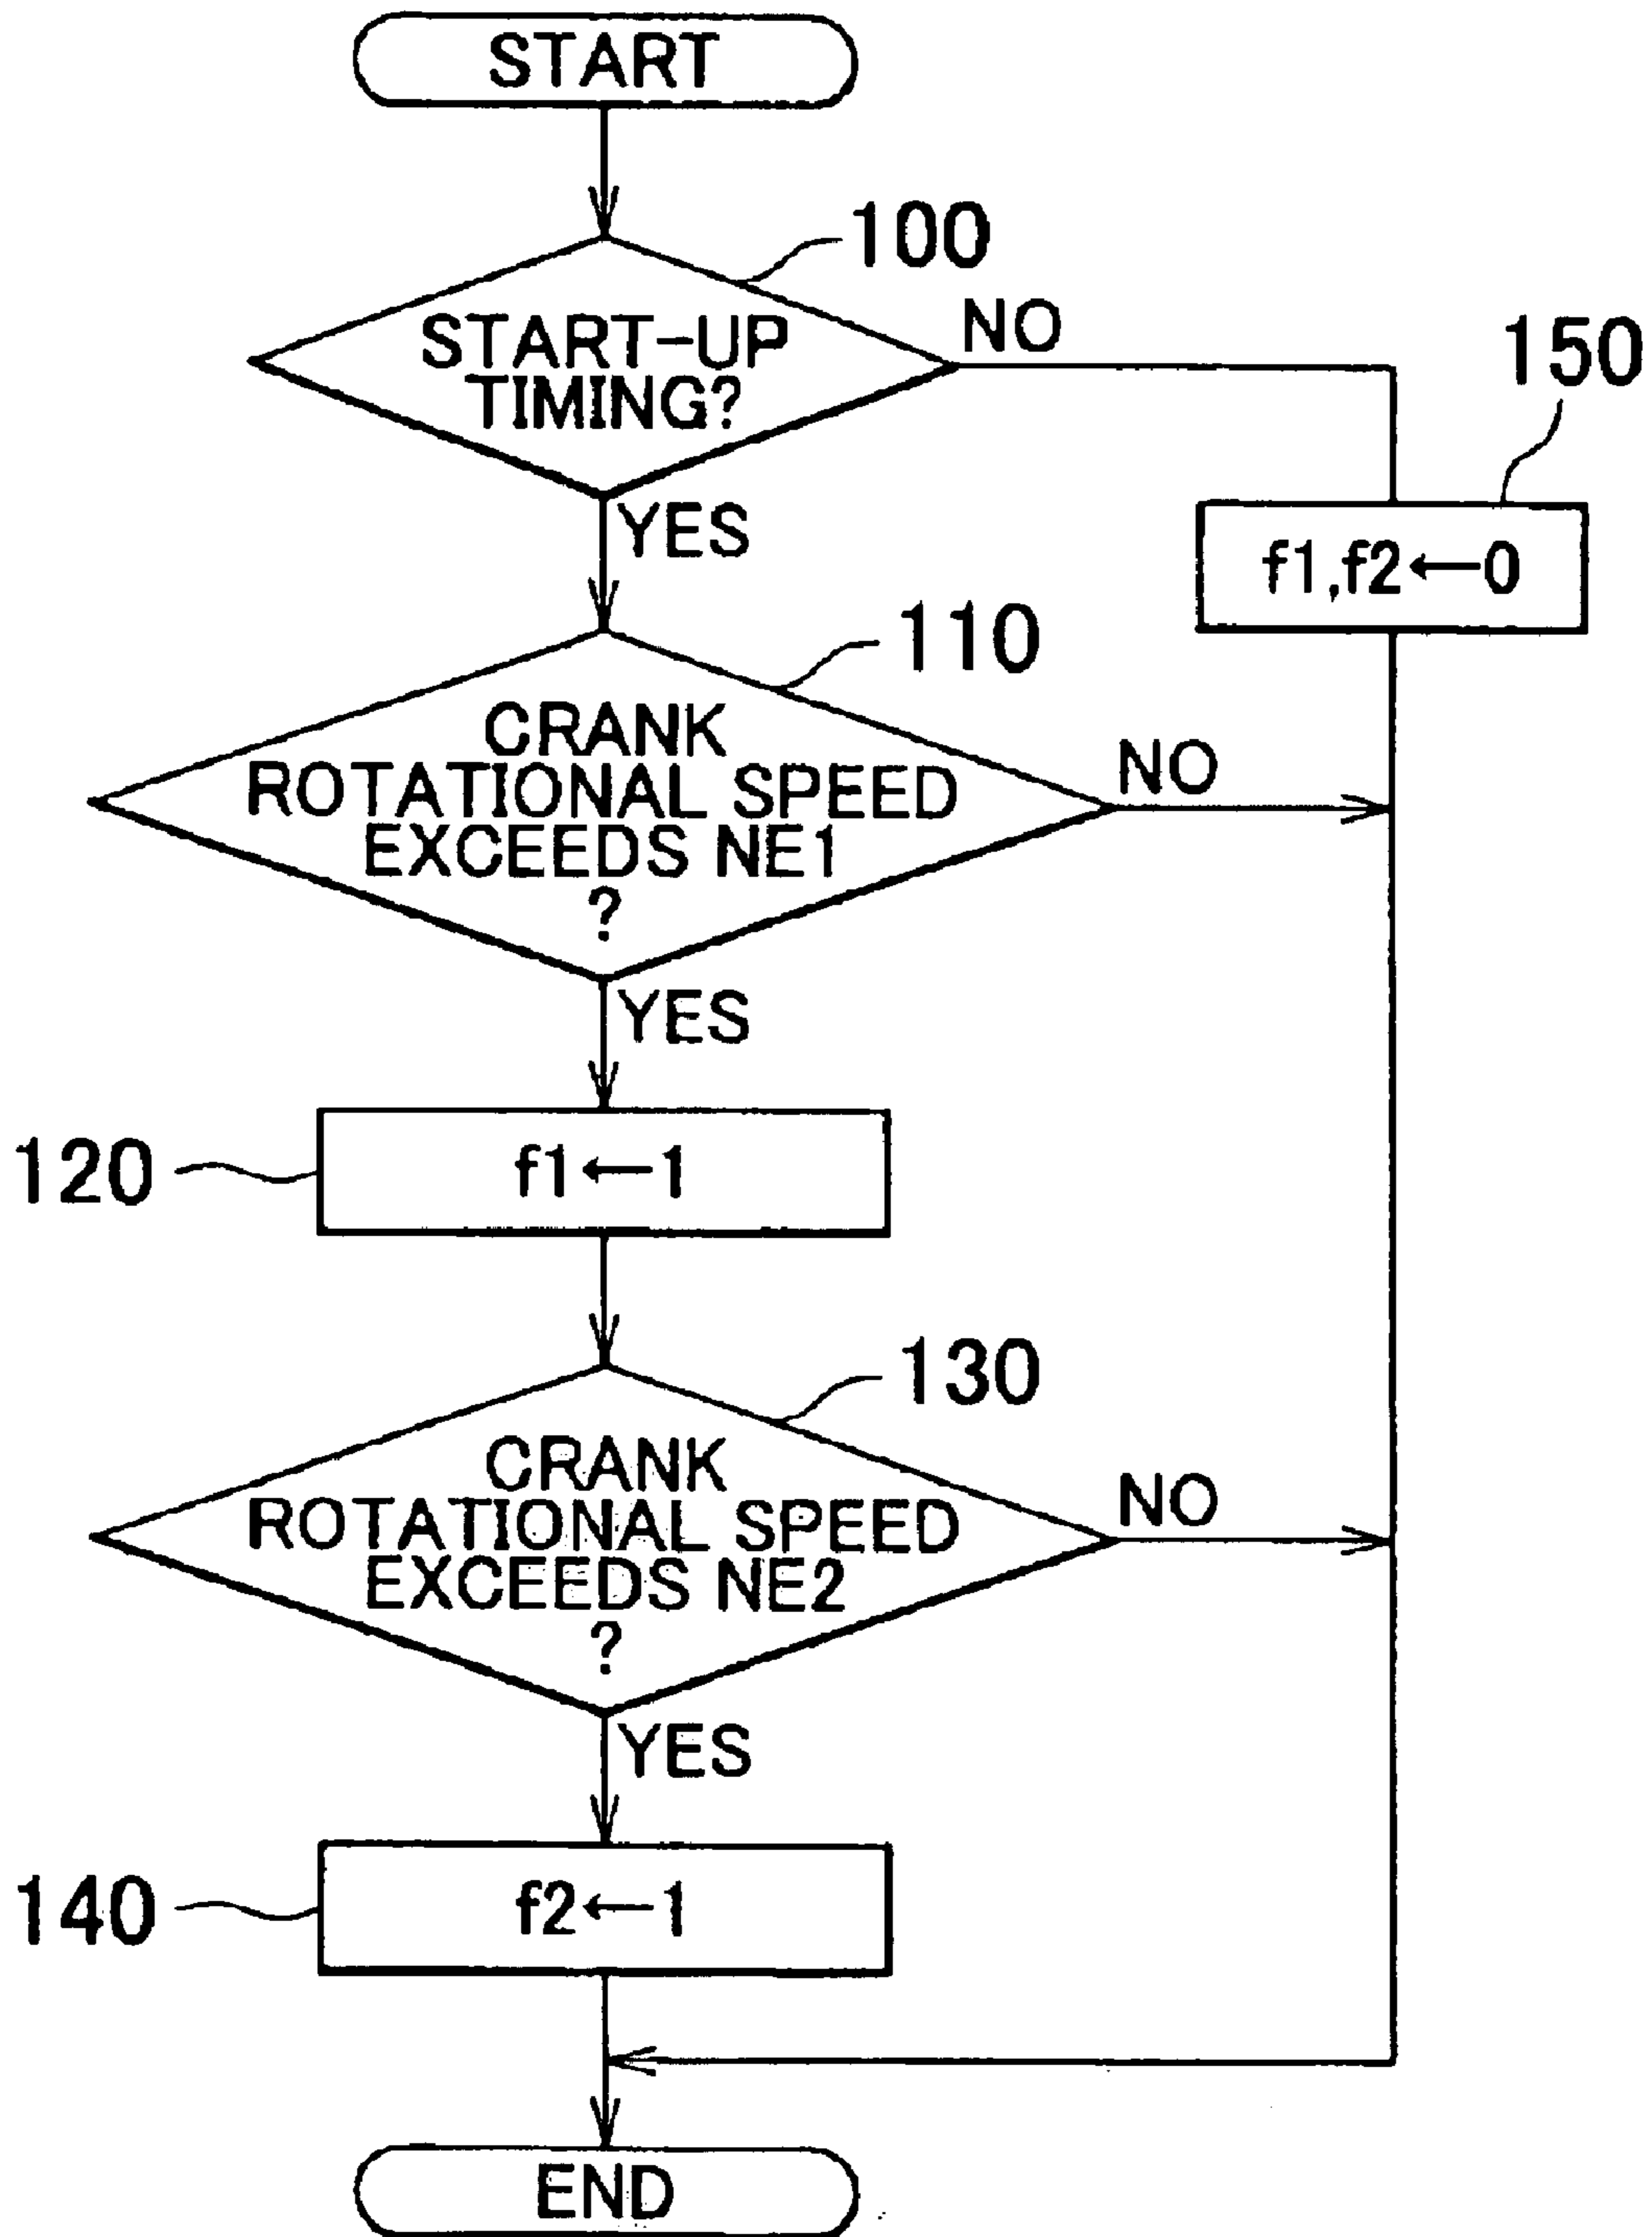 START
100
START-UP
TIMING?
NO
150
YES
f1,f2←0
110
CRANK
ROTATIONAL SPEED
EXCEEDS NE1
?
NO
YES
120
f1←1
130
CRANK
ROTATIONAL SPEED
EXCEEDS NE2
?
NO
YES
140
f2←1
END